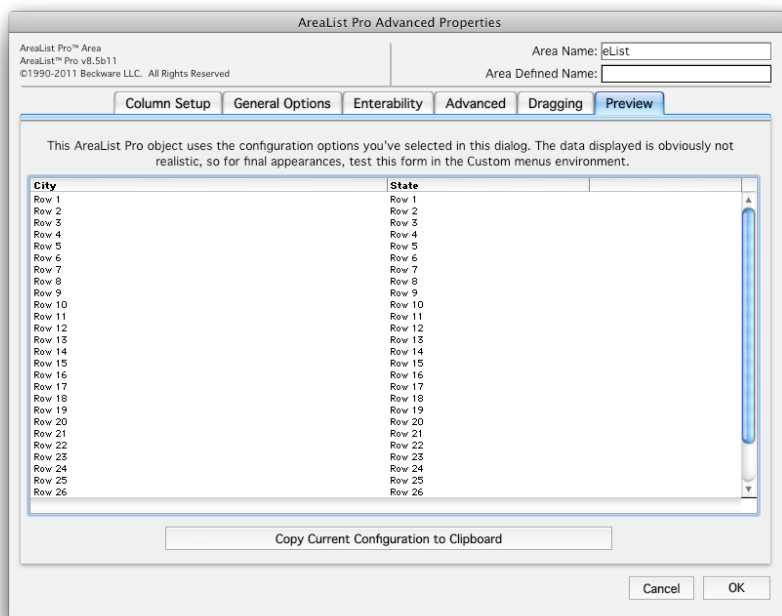 AreaList Pro Advanced Properties
AreaList Pro™ Area
AreaList™ Pro v8.5b11
©1990-2011 Beckware LLC. All Rights Reserved
Area Name: eList
Area Defined Name:
Column Setup General Options Enterability Advanced Dragging Preview
This AreaList Pro object uses the configuration options you've selected in this dialog. The data displayed is obviously not
realistic, so for final appearances, test this form in the Custom menus environment.
City State
Row 1 Row 1
Row 2 Row 2
Row 3 Row 3
Row 4 Row 4
Row 5 Row 5
Row 6 Row 6
Row 7 Row 7
Row 8 Row 8
Row 9 Row 9
Row 10 Row 10
Row 11 Row 11
Row 12 Row 12
Row 13 Row 13
Row 14 Row 14
Row 15 Row 15
Row 16 Row 16
Row 17 Row 17
Row 18 Row 18
Row 19 Row 19
Row 20 Row 20
Row 21 Row 21
Row 22 Row 22
Row 23 Row 23
Row 24 Row 24
Row 25 Row 25
Row 26 Row 26
Copy Current Configuration to Clipboard
Cancel OK